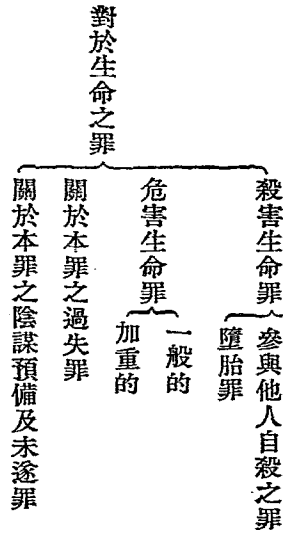 對於生命之罪
殺害生命罪
參與他人自殺之罪
墮胎罪
危害生命罪
一般的
加重的
關於本罪之過失罪
關於本罪之陰謀預備及未遂罪